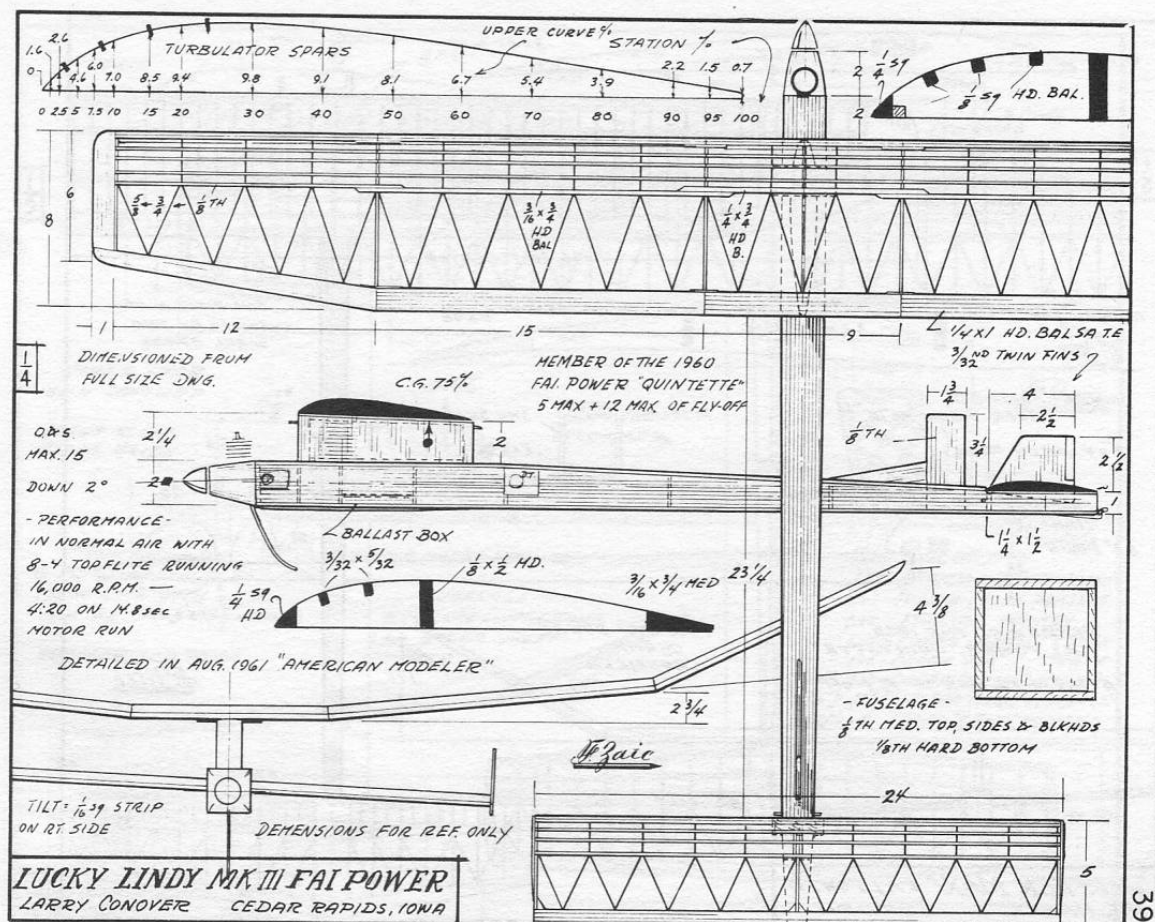 UPPER CURVE %
STATION %
TURBULATOR SPARS
0 1.6 2.6 4.6 6.0 7.0 8.5 9.4 9.8 9.1 8.1 6.7 5.4 3.9 2.2 1.5 0.7
0 2.5 5 7.5 10 15 20 30 40 50 60 70 80 90 95 100
2
2
1/4 SQ
1/8 SQ HD. BAL.
6
8
5/8 3/4 1/8 TH
3/16 x 3/4
HD
BAL
1/4 x 3/4
HD
B.
1 12 15 9
1/4 x 1 HD. BALSA T.E
3/32 ND TWIN FINS
1/4
DIMENSIONED FROM
FULL SIZE DWG.
C.G. 75%
MEMBER OF THE 1960
FAI. POWER "QUINTETTE"
5 MAX + 12 MAX OF FLY-OFF
O&S.
MAX. 15
DOWN 2°
2 1/4
2
2
DT
1/8 TH
1 3/4
3 1/4
4
2 1/2
2 1/2
1
1 1/4 x 1 1/2
BALLAST BOX
- PERFORMANCE -
IN NORMAL AIR WITH
8-4 TOPFLITE RUNNING
16,000 R.P.M. —
4:20 ON 14.8 SEC
MOTOR RUN
1/4 SQ
HD
3/32 x 5/32
1/8 x 1/2 HD.
3/16 x 3/4 MED
23 1/4
4 3/8
DETAILED IN AUG. 1961 "AMERICAN MODELER"
2 3/4
- FUSELAGE -
1/8 TH MED. TOP, SIDES & BLKHDS
1/8TH HARD BOTTOM
F. Zaic
TILT = 1/16 SQ STRIP
ON RT. SIDE
DEMENSIONS FOR REF. ONLY
24
5
LUCKY LINDY MK III FAI POWER
LARRY CONOVER CEDAR RAPIDS, IOWA
39